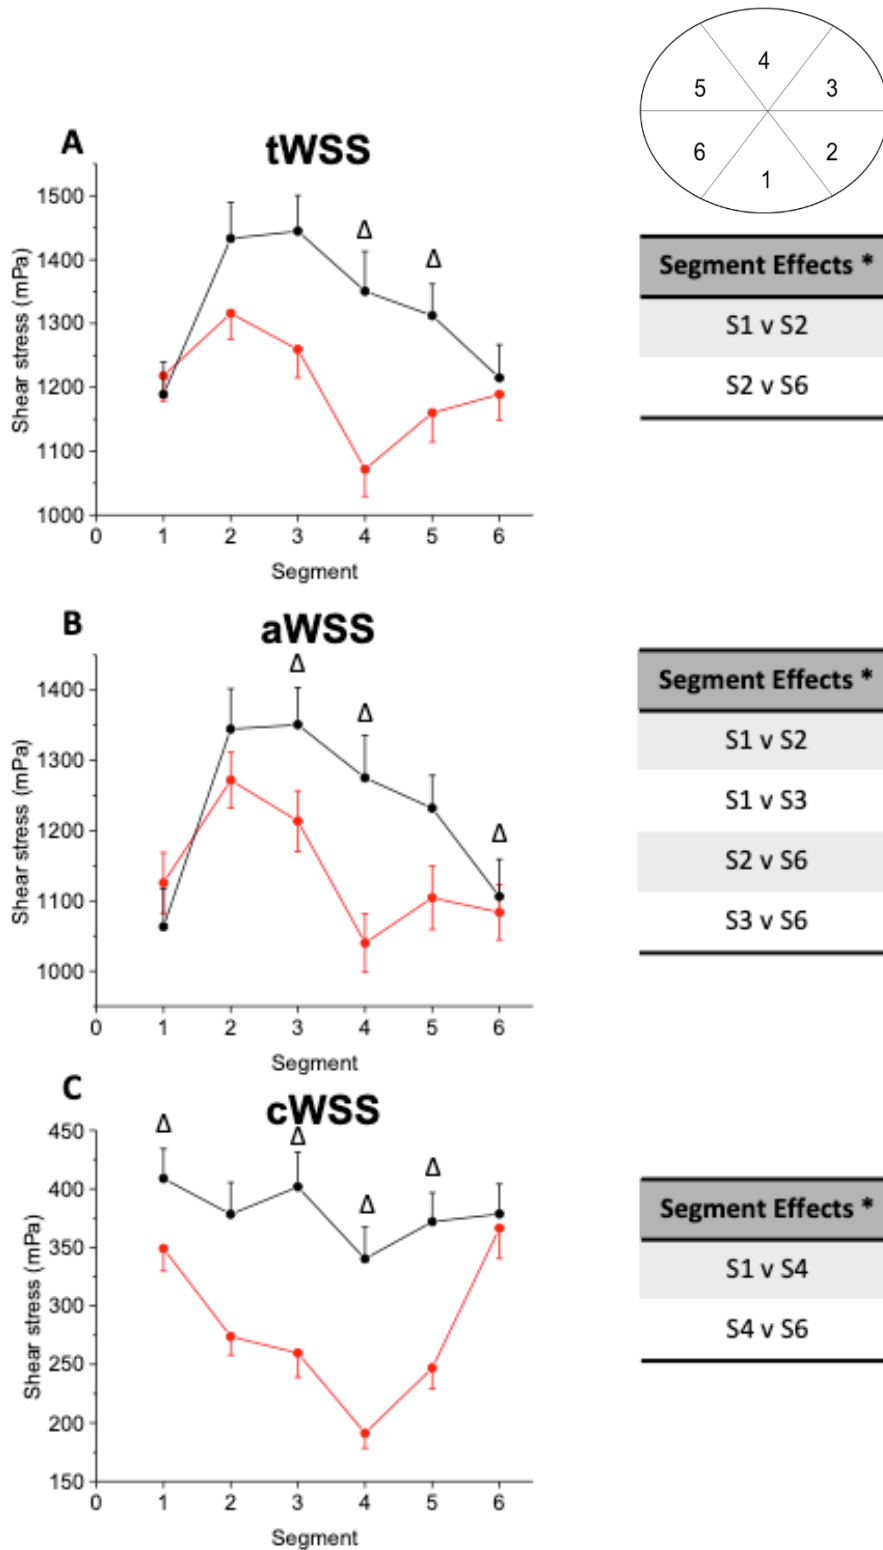 4
5
3
6
2
1
A
tWSS
1500
1400
1300
1200
1100
1000
Shear stress (mPa)
Δ
Δ
0 1 2 3 4 5 6
Segment
Segment Effects *
S1 v S2
S2 v S6
B
aWSS
1400
1300
1200
1100
1000
Shear stress (mPa)
Δ
Δ
Δ
0 1 2 3 4 5 6
Segment
Segment Effects *
S1 v S2
S1 v S3
S2 v S6
S3 v S6
C
cWSS
450
400
350
300
250
200
150
Shear stress (mPa)
Δ
Δ
Δ
Δ
0 1 2 3 4 5 6
Segment
Segment Effects *
S1 v S4
S4 v S6